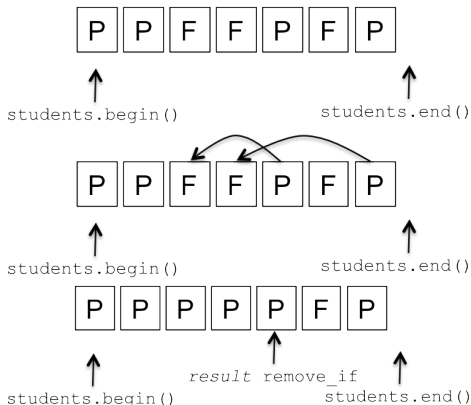 P P F F P F P
students.begin() students.end()
P P F F P F P
students.begin() students.end()
P P P P P F P
result remove_if
students.begin() students.end()